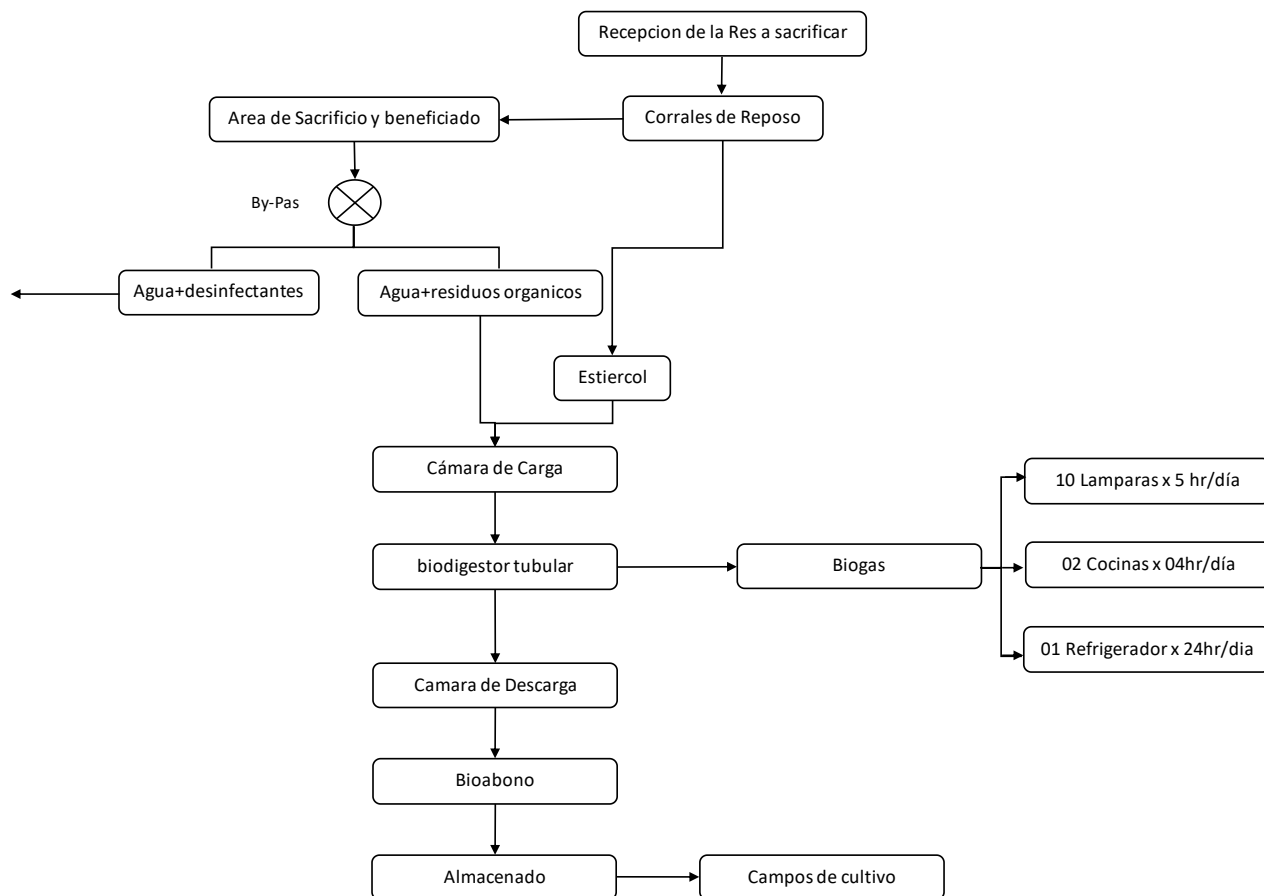 Recepcion de la Res a sacrificar
Area de Sacrificio y beneficiado
Corrales de Reposo
By-Pas
Agua+desinfectantes
Agua+residuos organicos
Estiercol
Cámara de Carga
10 Lamparas x 5 hr/día
biodigestor tubular
Biogas
02 Cocinas x 04hr/día
01 Refrigerador x 24hr/dia
Camara de Descarga
Bioabono
Almacenado
Campos de cultivo